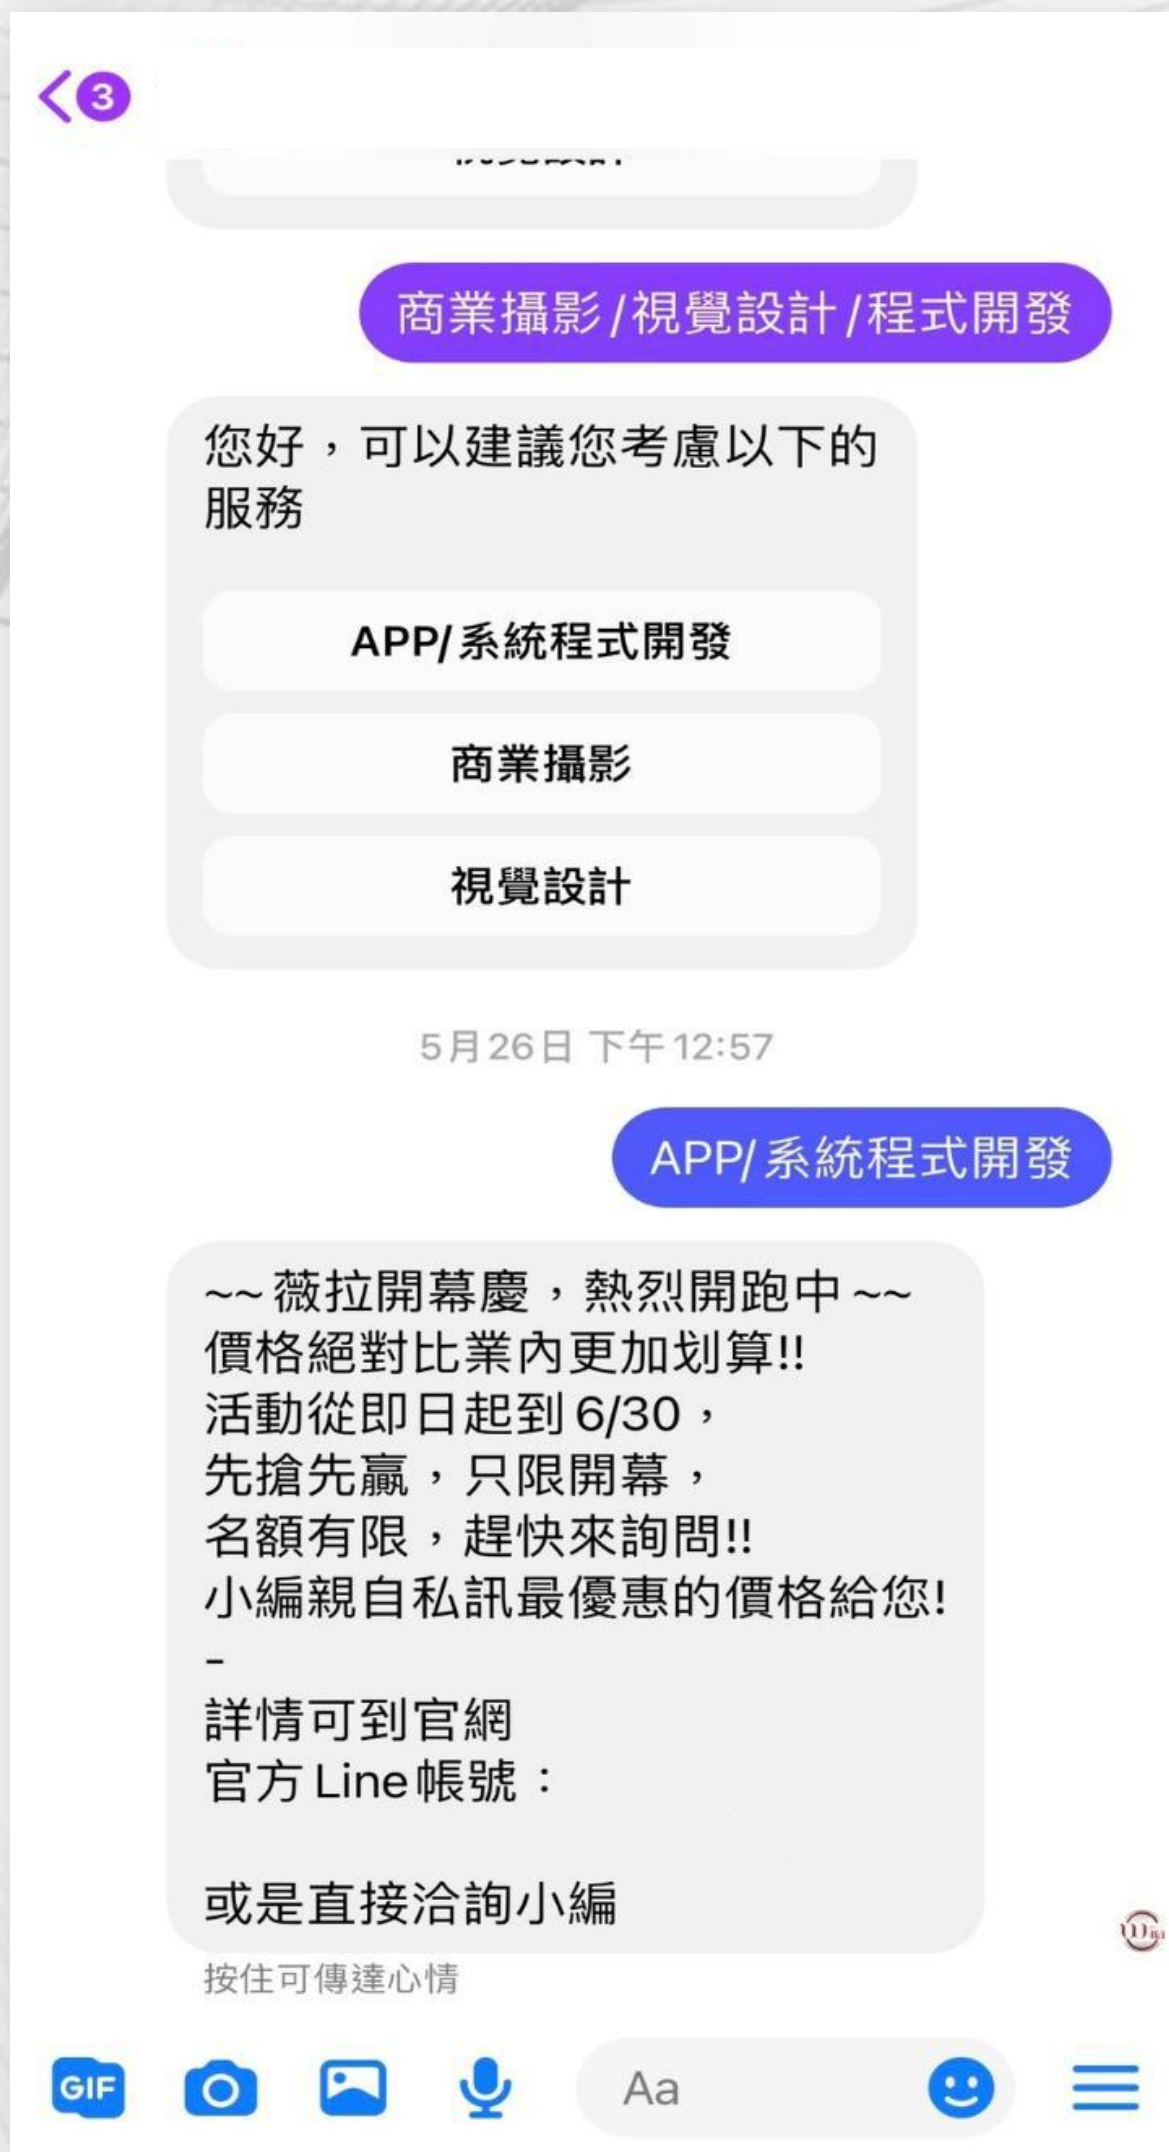 3
商業攝影/視覺設計/程式開發
您好，可以建議您考慮以下的
服務
APP/系統程式開發
商業攝影
視覺設計
5月26日 下午12:57
APP/系統程式開發
~~薇拉開幕慶，熱烈開跑中~~
價格絕對比業內更加划算!!
活動從即日起到6/30，
先搶先贏，只限開幕，
名額有限，趕快來詢問!!
小編親自私訊最優惠的價格給您!
-
詳情可到官網
官方Line帳號：
或是直接洽詢小編
按住可傳達心情
GIF
Aa